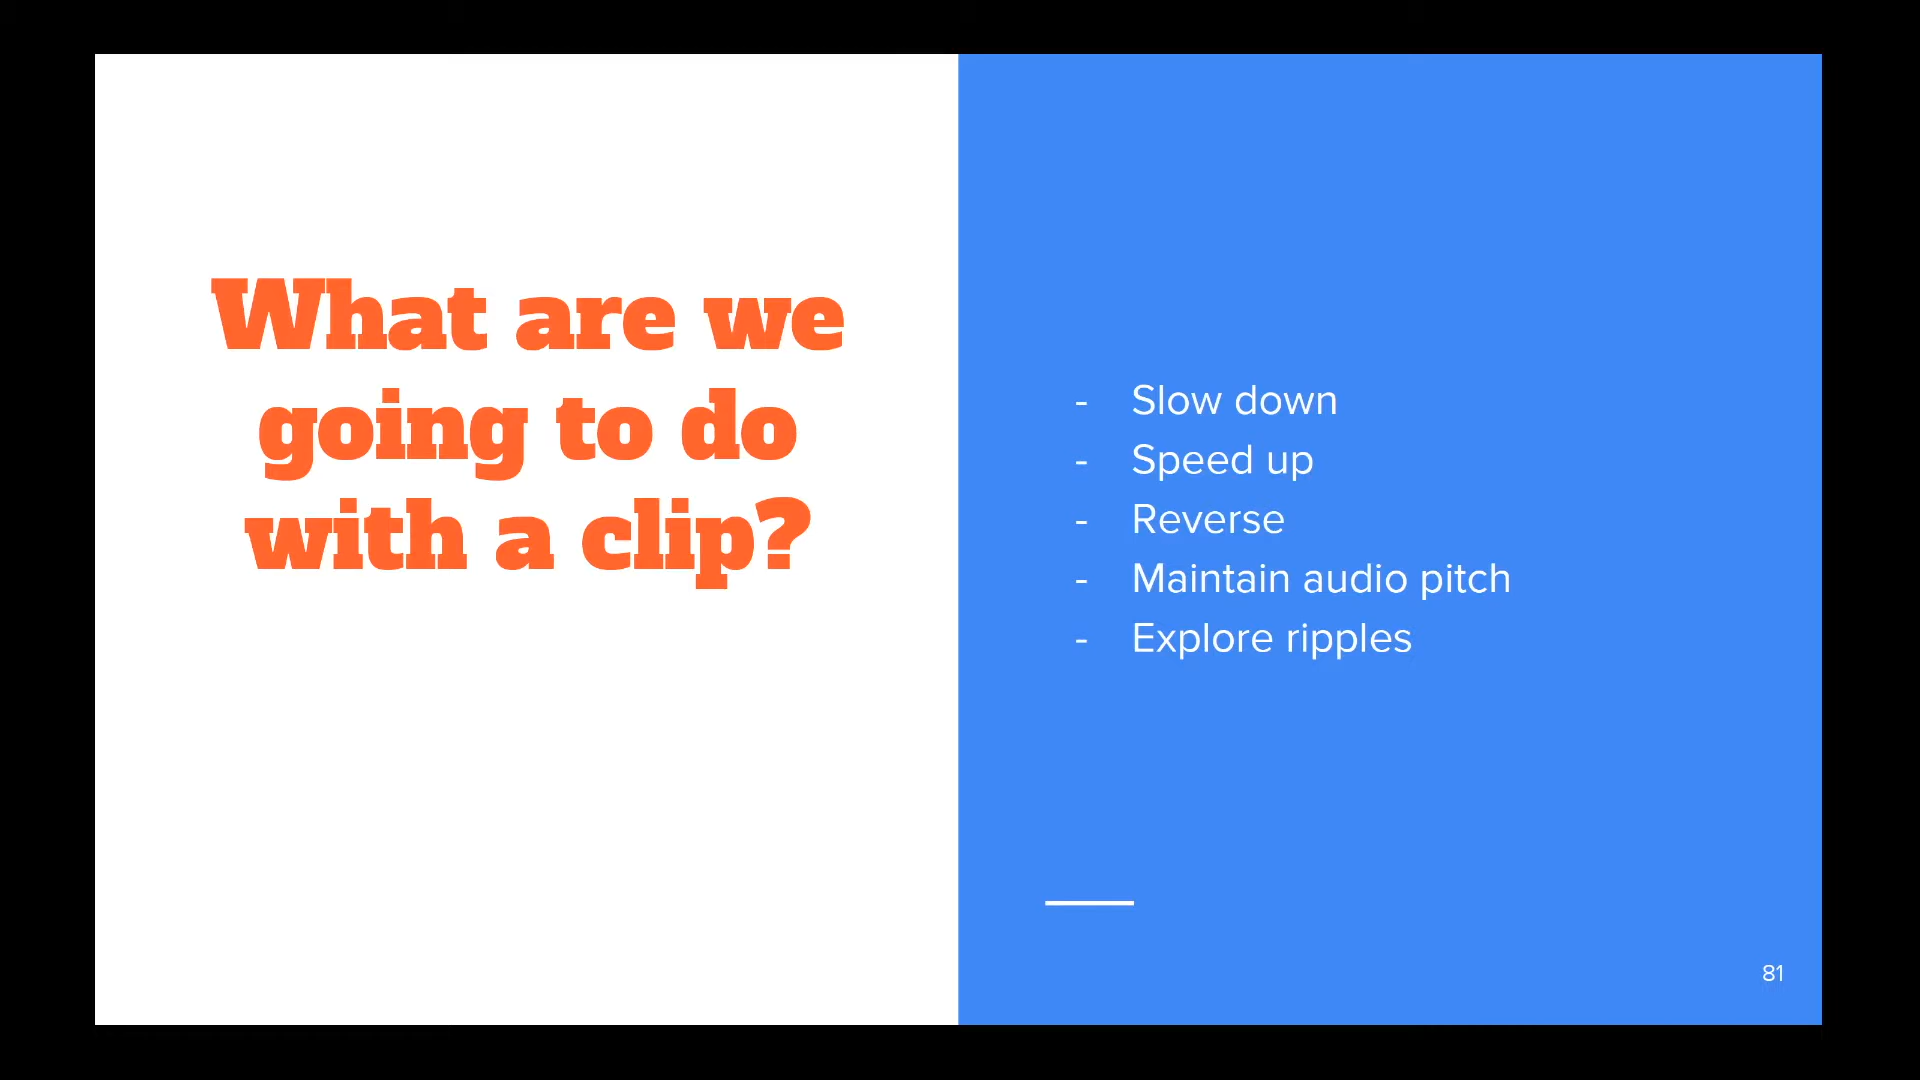 What are we
going to do
with a clip?
- Slow down
- Speed up
- Reverse
- Maintain audio pitch
- Explore ripples
81